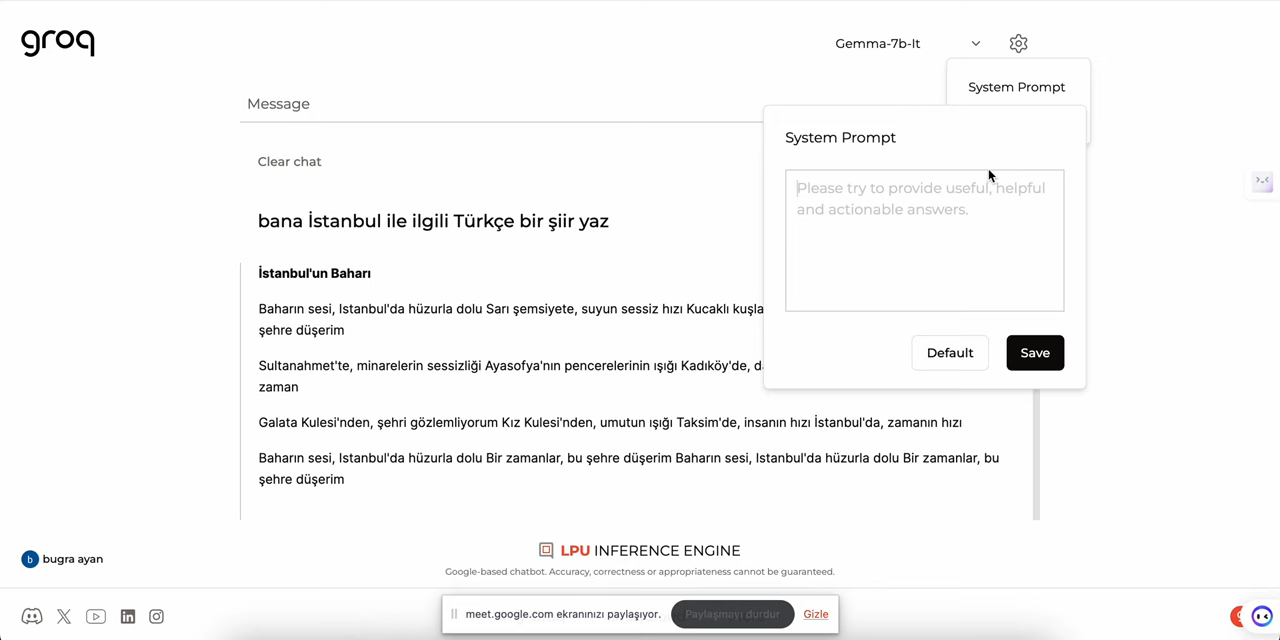 groq
Gemma-7b-It
System Prompt
Message
System Prompt
Clear chat
Please try to provide useful, helpful
and actionable answers.
bana İstanbul ile ilgili Türkçe bir şiir yaz
İstanbul'un Baharı
Baharın sesi, Istanbul'da hüzurla dolu Sarı şemsiyete, suyun sessiz hızı Kucaklı
şehre düşerim
Default
Save
Sultanahmet'te, minarelerin sessizliği Ayasofya'nın pencerelerinin ışığı Kadıköy'de,
zaman
Galata Kulesi'nden, şehri gözlemliyorum Kız Kulesi'nden, umutun ışığı Taksim'de, insanın hızı İstanbul'da, zamanın hızı
Baharın sesi, Istanbul'da hüzurla dolu Bir zamanlar, bu şehre düşerim Baharın sesi, Istanbul'da hüzurla dolu Bir zamanlar, bu
şehre düşerim
LPU INFERENCE ENGINE
b bugra ayan
Google-based chatbot. Accuracy, correctness or appropriateness cannot be guaranteed.
meet.google.com ekranınızı paylaşıyor. Paylaşmayı durdur Gizle